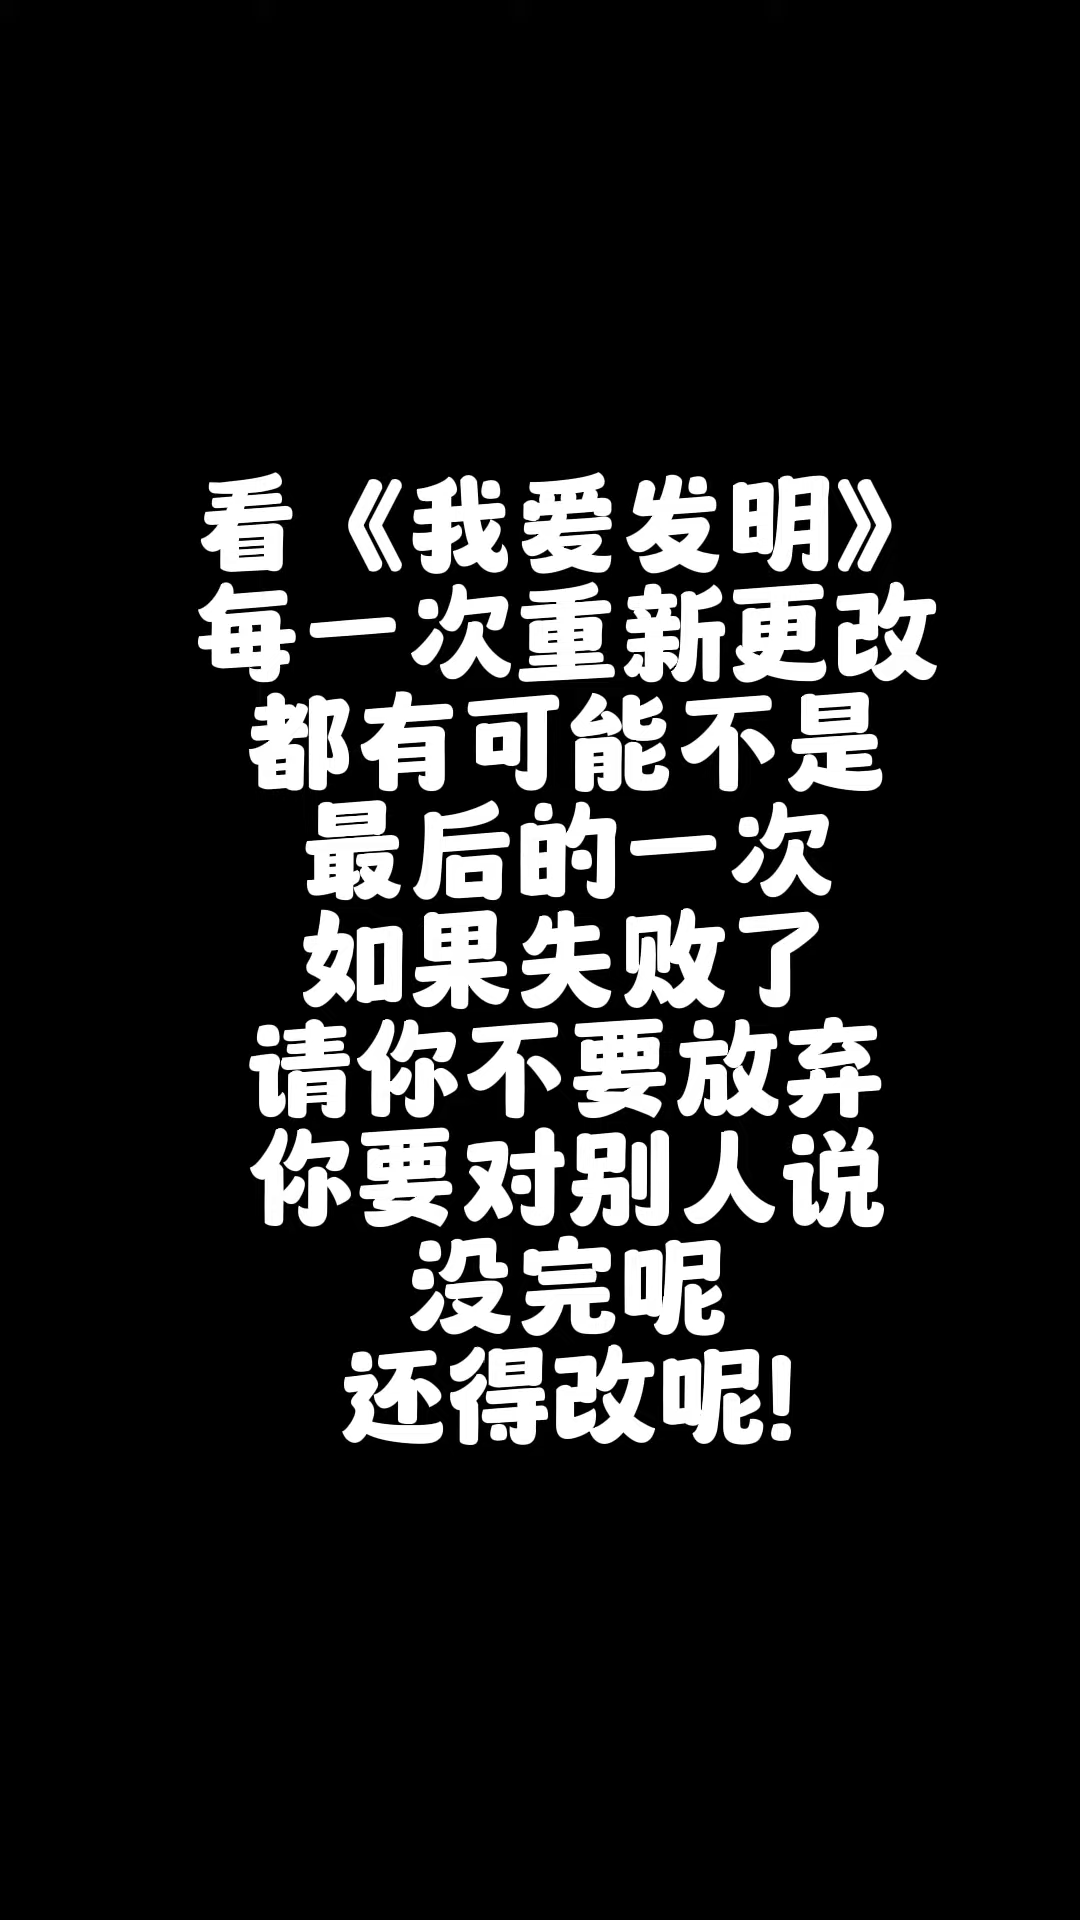 看《我爱发明》
每一次重新更改
都有可能不是
最后的一次
如果失败了
请你不要放弃
你要对别人说
没完呢
还得改呢!